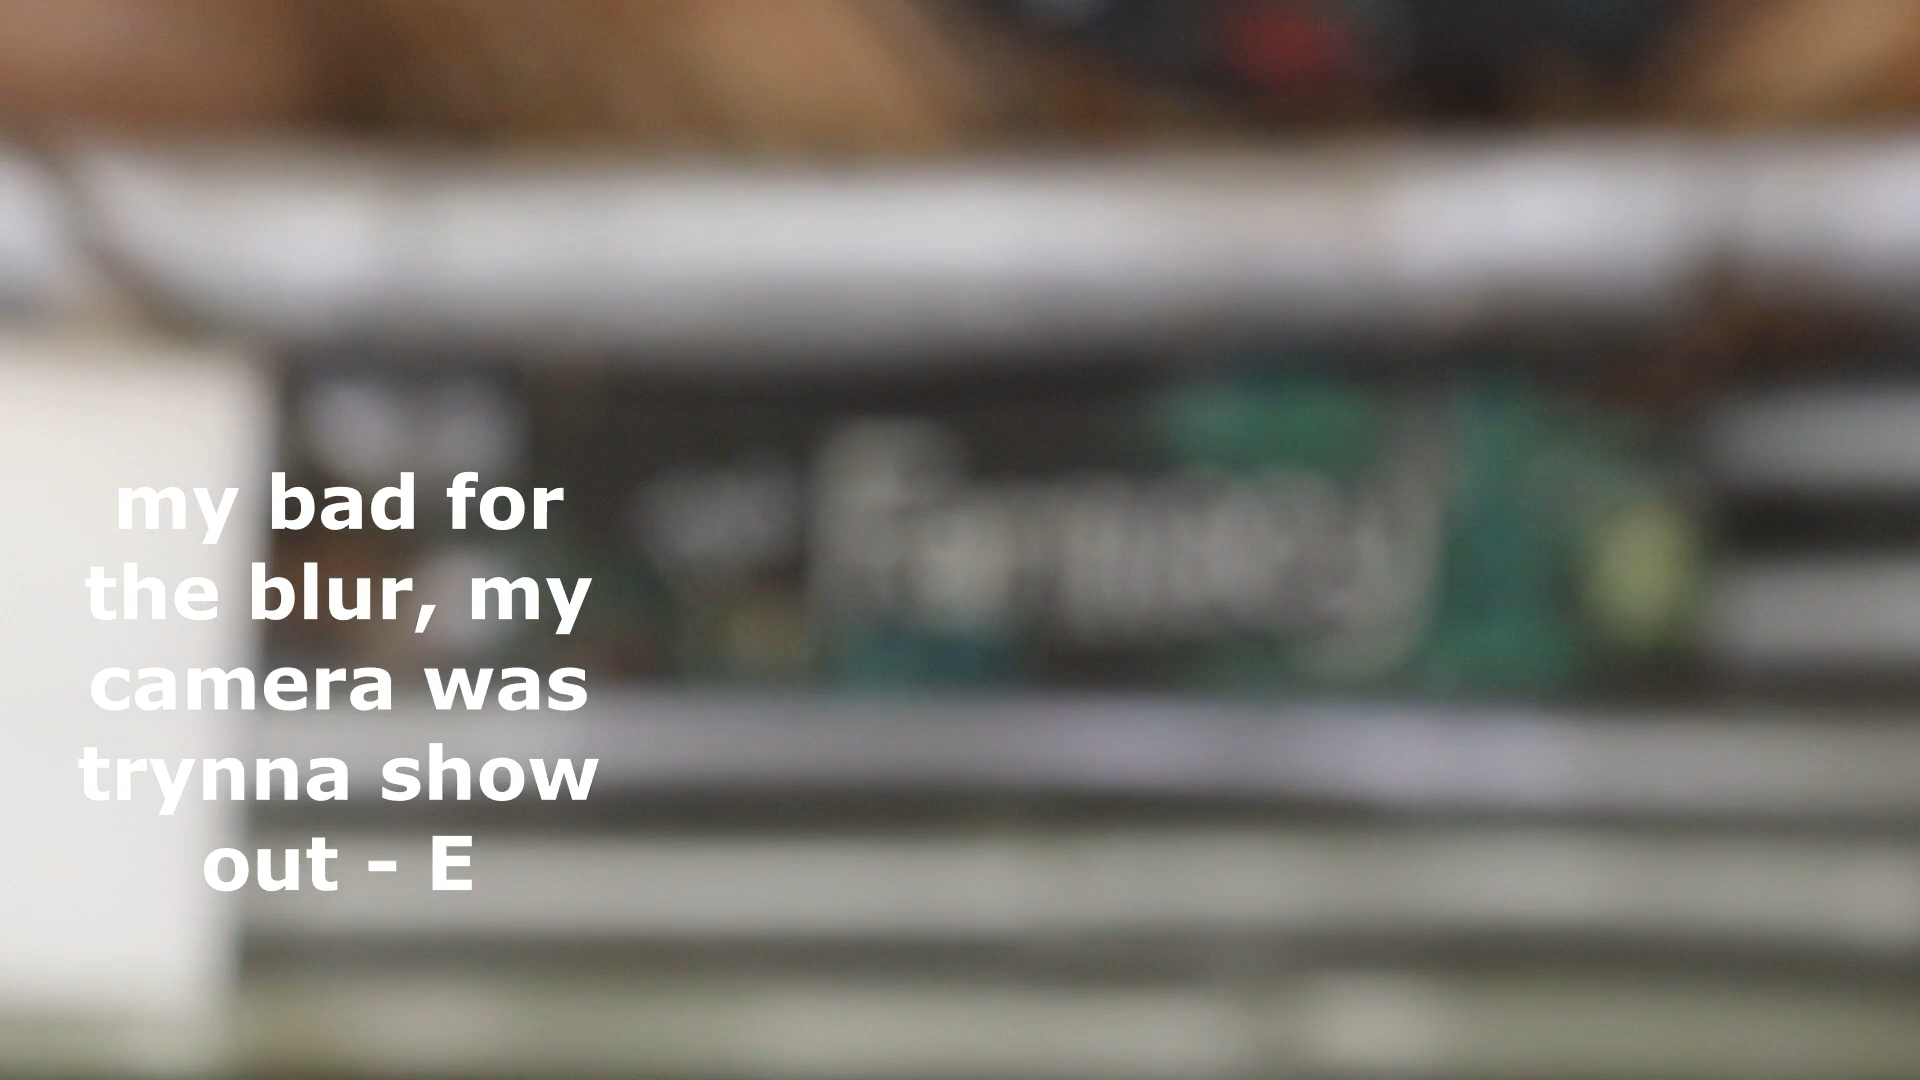 my bad for
the blur, my
camera was
trynna show
out - E